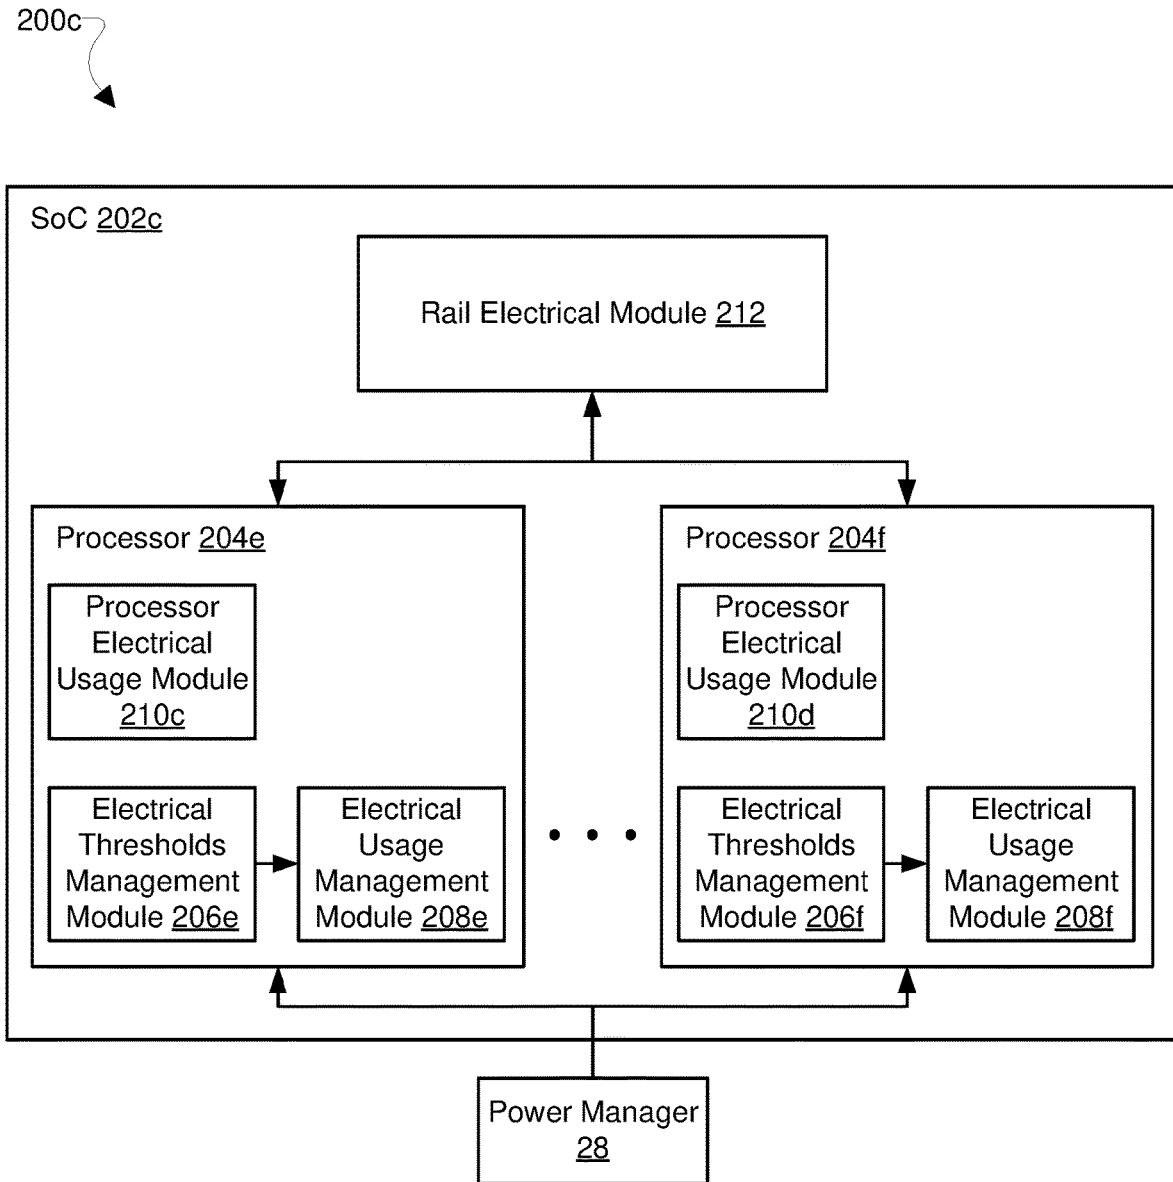 200c
SoC 202c
Rail Electrical Module 212
Processor 204e
Processor
Electrical
Usage Module
210c
Electrical
Thresholds
Management
Module 206e
Electrical
Usage
Management
Module 208e
Processor 204f
Processor
Electrical
Usage Module
210d
Electrical
Thresholds
Management
Module 206f
Electrical
Usage
Management
Module 208f
Power Manager
28